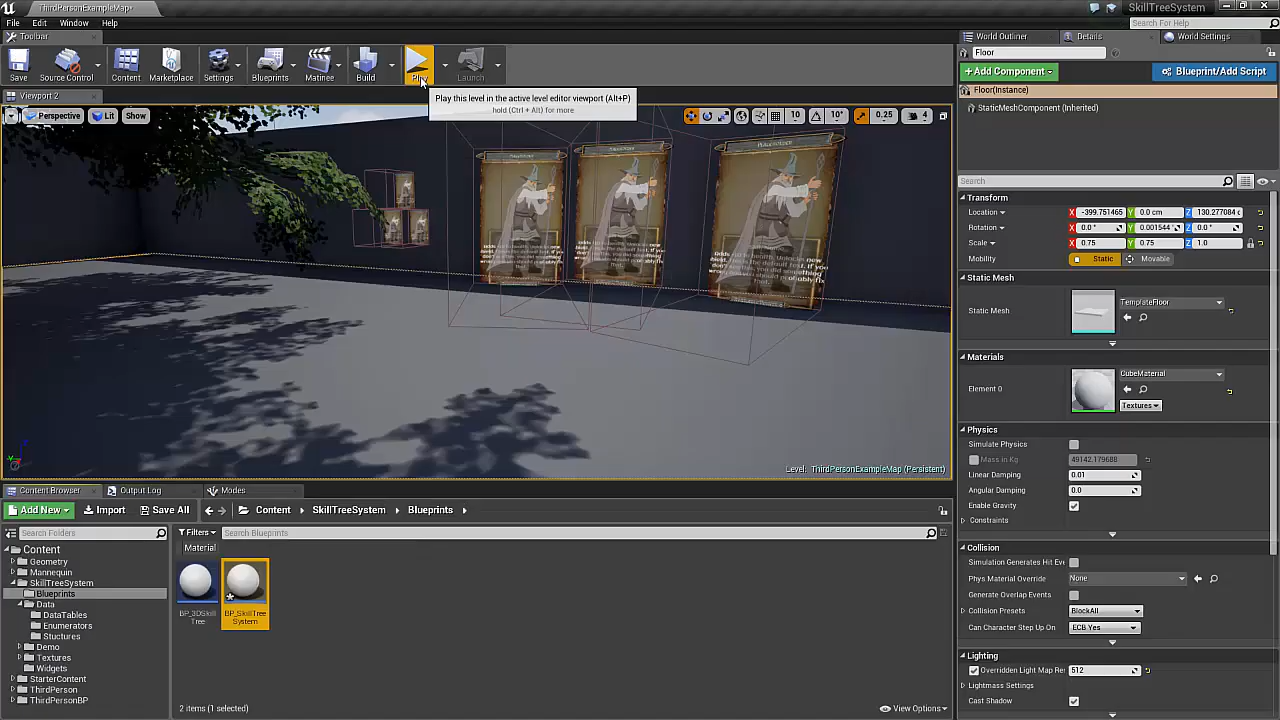 ThirdPersonExampleMap*
SkillTreeSystem
File Edit Window Help
Search For Help
Toolbar
World Outliner Details World Settings
Floor
Save Source Control Content Marketplace Settings Blueprints Matinee Build Play Launch
+Add Component Blueprint/Add Script
Floor(Instance)
StaticMeshComponent (Inherited)
Viewport 2
Play this level in the active level editor viewport (Alt+P)
hold (Ctrl + Alt) for more
Perspective Lit Show
10 10° 0.25 4
Search
Transform
Location X -399.751465 Y 0.0 cm Z 130.277084 c
Rotation X 0.0 ° Y 0.001544 ° Z 0.0 °
Scale X 0.75 Y 0.75 Z 1.0
Mobility Static Movable
Static Mesh
Static Mesh TemplateFloor
Materials
Element 0 CubeMaterial
Textures
Physics
Simulate Physics
Mass in Kg 49142.179688
Linear Damping 0.01
Angular Damping 0.0
Enable Gravity
Constraints
Collision
Simulation Generates Hit Eve
Phys Material Override None
Generate Overlap Events
Collision Presets BlockAll
Can Character Step Up On ECB Yes
Lighting
Overridden Light Map Re 512
Lightmass Settings
Cast Shadow
Level: ThirdPersonExampleMap (Persistent)
Content Browser Output Log Modes
Add New Import Save All Content SkillTreeSystem Blueprints
Search Folders
Filters Search Blueprints
Material
Content
Geometry
Mannequin
SkillTreeSystem
Blueprints
Data
DataTables
Enumerators
Stuctures
Demo
Textures
Widgets
StarterContent
ThirdPerson
ThirdPersonBP
BP_3DSkill
Tree
BP_SkillTree
System
2 items (1 selected)
View Options